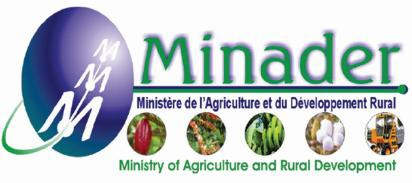 M
M
M
M
Minader
Ministère de l'Agriculture et du Développement Rural
Ministry of Agriculture and Rural Development